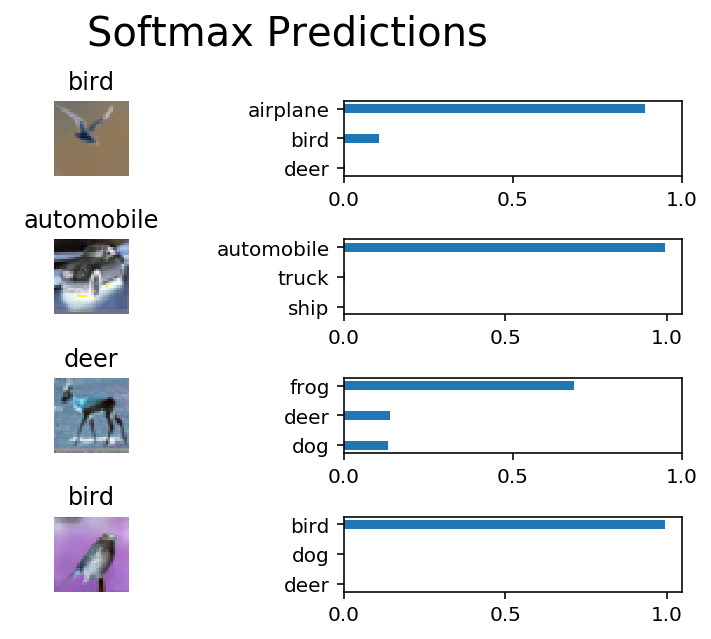 Softmax Predictions
bird
airplane
bird
deer
0.0 0.5 1.0
automobile
automobile
truck
ship
0.0 0.5 1.0
deer
frog
deer
dog
0.0 0.5 1.0
bird
bird
dog
deer
0.0 0.5 1.0